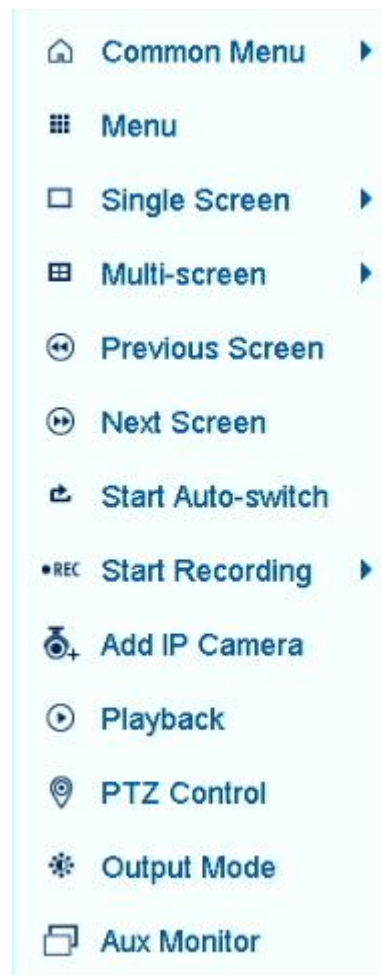 Common Menu
Menu
Single Screen
Multi-screen
Previous Screen
Next Screen
Start Auto-switch
REC Start Recording
Add IP Camera
Playback
PTZ Control
Output Mode
Aux Monitor